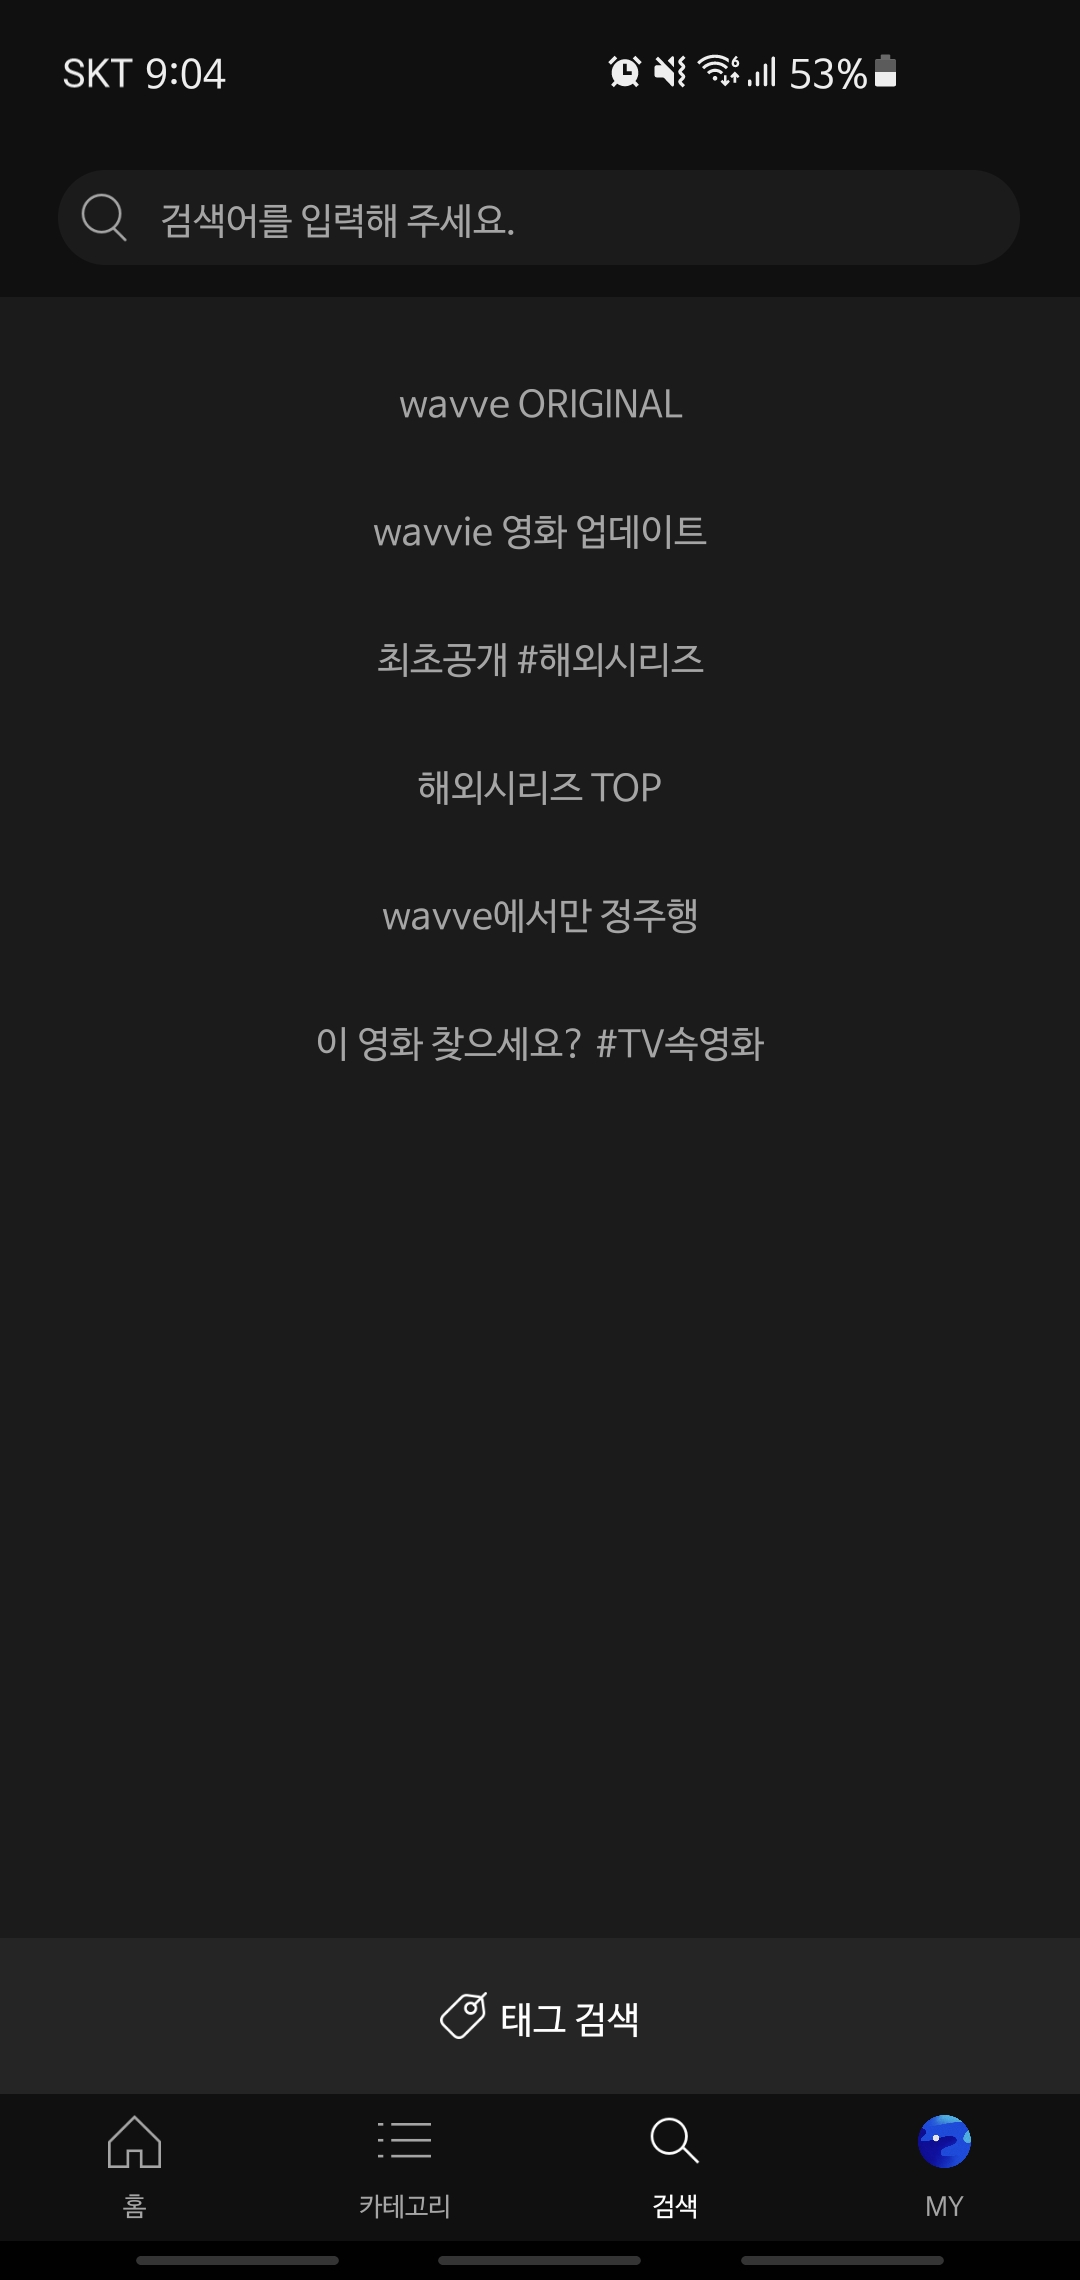 SKT 9:04 6 53%
검색어를 입력해 주세요.
wavve ORIGINAL
wavvie 영화 업데이트
최초공개 #해외시리즈
해외시리즈 TOP
wavve에서만 정주행
이 영화 찾으세요? #TV속영화
태그 검색
홈 카테고리 검색 MY